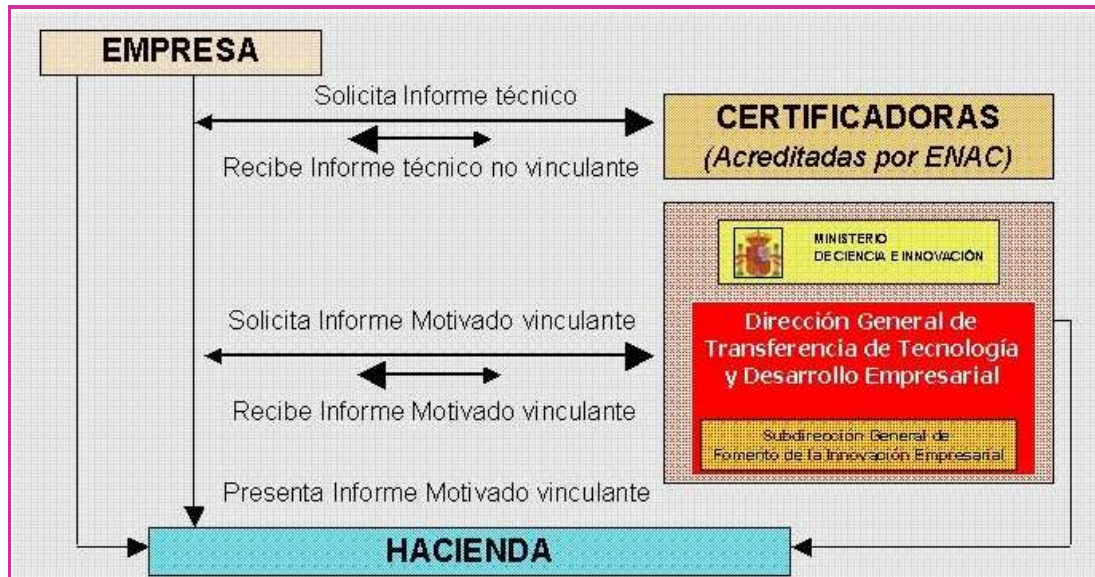 EMPRESA
Solicita Informe técnico
Recibe Informe técnico no vinculante
CERTIFICADORAS
(Acreditadas por ENAC)
MINISTERIO
DE CIENCIA E INNOVACIÓN
Solicita Informe Motivado vinculante
Recibe Informe Motivado vinculante
Dirección General de
Transferencia de Tecnología
y Desarrollo Empresarial
Subdirección General de
Fomento de la Innovación Empresarial
Presenta Informe Motivado vinculante
HACIENDA